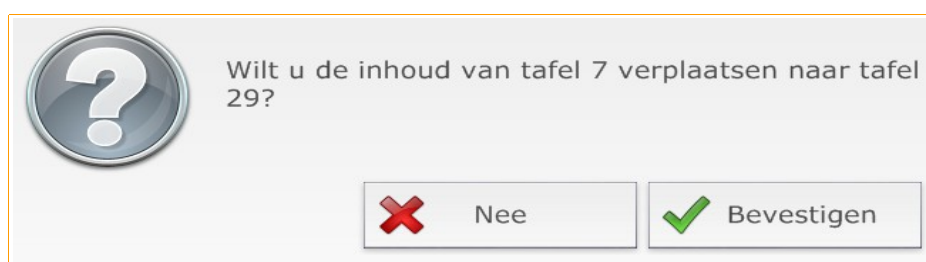 Wilt u de inhoud van tafel 7 verplaatsen naar tafel
29?
Nee
Bevestigen